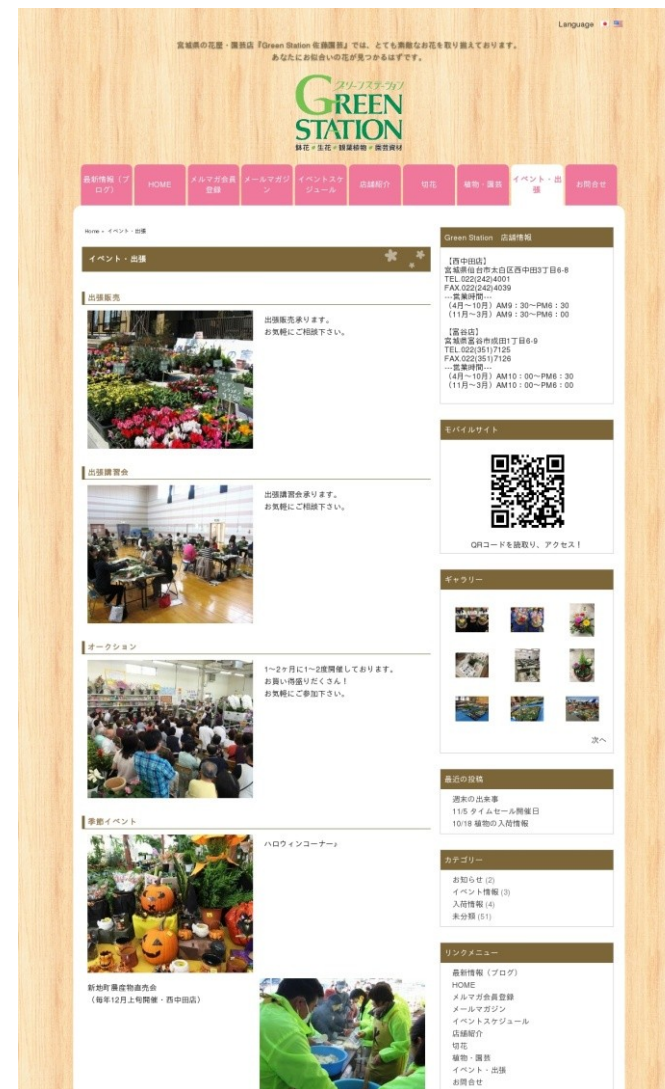 Language
宮城県の花屋・園芸店『Green Station 佐藤園芸』では、とても素敵なお花を取り揃えております。
あなたにお似合いの花が見つかるはずです。
グリーンステーション
GREEN
STATION
鉢花・生花・観葉植物・園芸資材
最新情報（ブログ）
HOME
メルマガ会員登録
メールマガジン
イベントスケジュール
店舗紹介
切花
植物・園芸
イベント・出張
お問合せ
Home » イベント・出張
イベント・出張
出張販売
出張販売承ります。
お気軽にご相談下さい。
出張講習会
出張講習会承ります。
お気軽にご相談下さい。
オークション
1〜2ヶ月に1〜2度開催しております。
お買い得盛りだくさん！
お気軽にご参加下さい。
季節イベント
ハロウィンコーナー♪
新地町農産物直売会
（毎年12月上旬開催・西中田店）
Green Station 店舗情報
【西中田店】
宮城県仙台市太白区西中田3丁目6-8
TEL.022(242)4001
FAX.022(242)4039
---営業時間---
（4月〜10月）AM9：30〜PM6：30
（11月〜3月）AM9：30〜PM6：00
【富谷店】
宮城県富谷市成田1丁目6-9
TEL.022(351)7125
FAX.022(351)7126
---営業時間---
（4月〜10月）AM10：00〜PM6：30
（11月〜3月）AM10：00〜PM6：00
モバイルサイト
QRコードを読取り、アクセス！
ギャラリー
次へ
最近の投稿
週末の出来事
11/5 タイムセール開催日
10/18 植物の入荷情報
カテゴリー
お知らせ (2)
イベント情報 (3)
入荷情報 (4)
未分類 (51)
リンクメニュー
最新情報（ブログ）
HOME
メルマガ会員登録
メールマガジン
イベントスケジュール
店舗紹介
切花
植物・園芸
イベント・出張
お問合せ